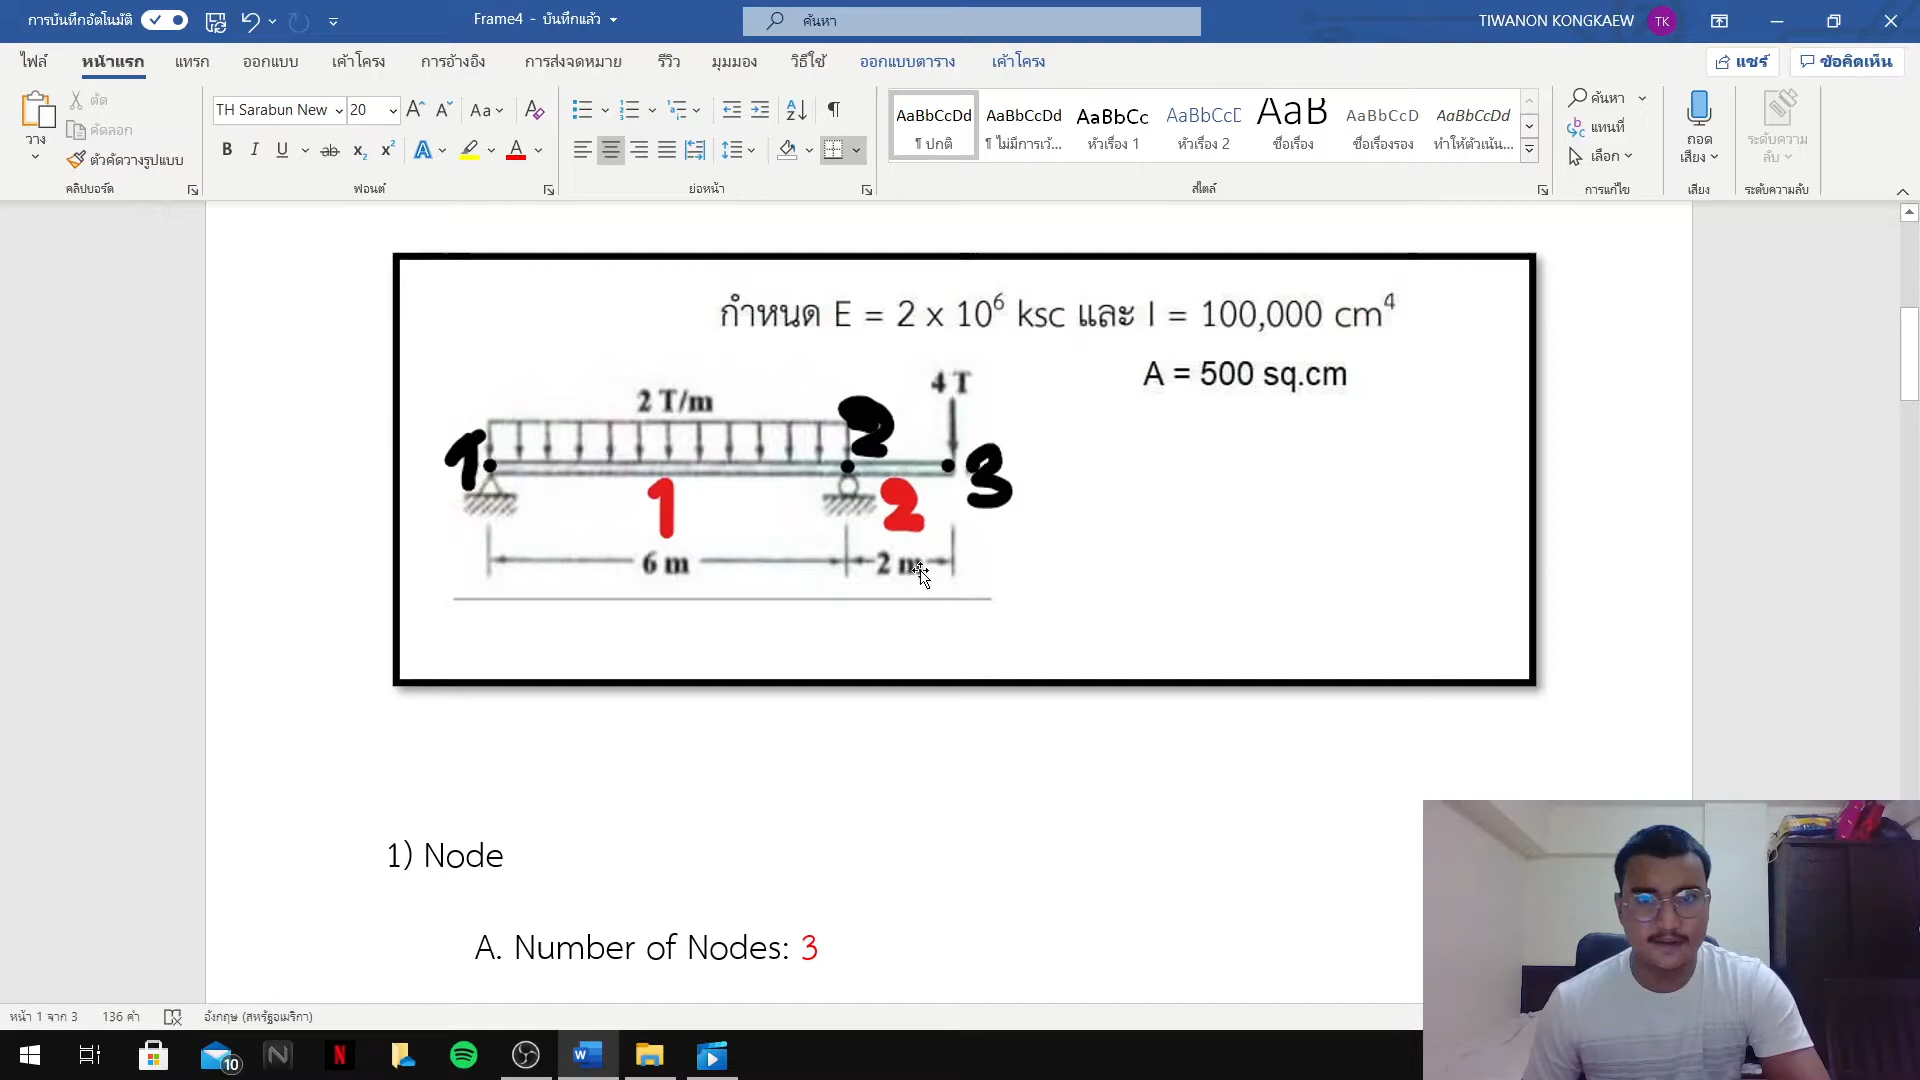 การบันทึกอัตโนมัติ
Frame4 - บันทึกแล้ว
ค้นหา
TIWANON KONGKAEW
TK
ไฟล์ หน้าแรก แทรก ออกแบบ เค้าโครง การอ้างอิง การส่งจดหมาย รีวิว มุมมอง วิธีใช้ ออกแบบตาราง เค้าโครง
แชร์
ข้อคิดเห็น
วาง
ตัด
คัดลอก
ตัวคัดวางรูปแบบ
คลิปบอร์ด
TH Sarabun New 20
ฟอนต์
ย่อหน้า
AaBbCcDd AaBbCcDd AaBbCc AaBbCcD AaB AaBbCcD AaBbCcDd
¶ ปกติ ¶ ไม่มีการเว้... หัวเรื่อง 1 หัวเรื่อง 2 ชื่อเรื่อง ชื่อเรื่องรอง ทำให้ตัวเน้น...
สไตล์
ค้นหา
แทนที่
เลือก
การแก้ไข
ถอด
เสียง
เสียง
ระดับความ
ลับ
ระดับความลับ
กำหนด E = 2 x 10⁶ ksc และ I = 100,000 cm⁴
A = 500 sq.cm
4 T
2 T/m
1 2 3
1 2
6 m 2 m
1) Node
A. Number of Nodes: 3
หน้า 1 จาก 3 136 คำ อังกฤษ (สหรัฐอเมริกา)
10